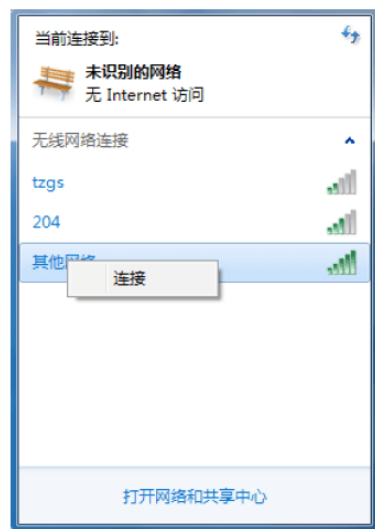 当前连接到:
未识别的网络
无 Internet 访问
无线网络连接
tzgs
204
其他网络
连接
打开网络和共享中心